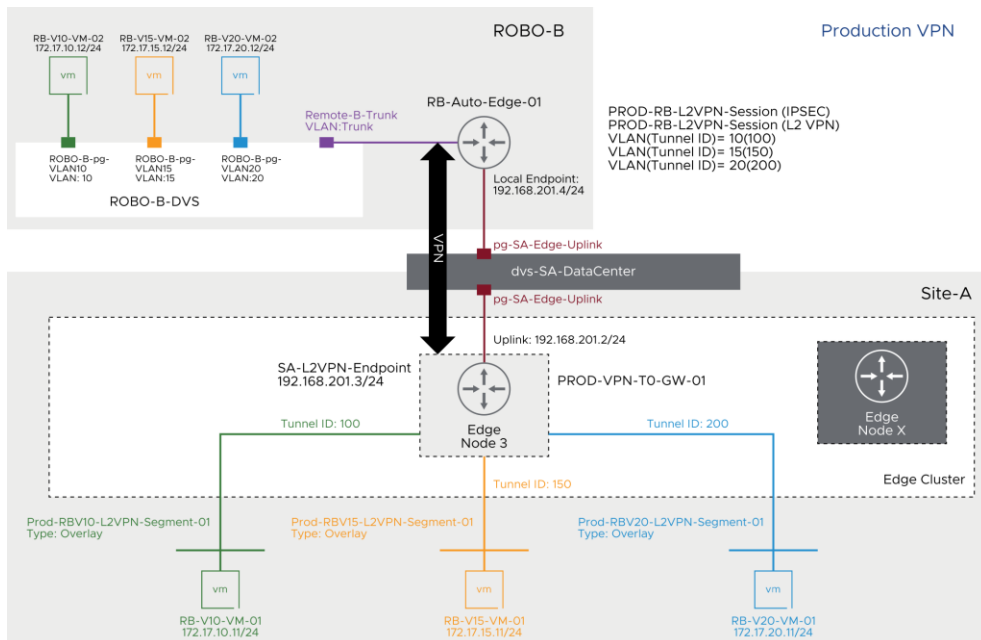 ROBO-B
Production VPN
RB-V10-VM-02
172.17.10.12/24
RB-V15-VM-02
172.17.15.12/24
RB-V20-VM-02
172.17.20.12/24
vm
vm
vm
Remote-B-Trunk
VLAN:Trunk
RB-Auto-Edge-01
PROD-RB-L2VPN-Session (IPSEC)
PROD-RB-L2VPN-Session (L2 VPN)
VLAN(Tunnel ID)= 10(100)
VLAN(Tunnel ID)= 15(150)
VLAN(Tunnel ID)= 20(200)
ROBO-B-pg-
VLAN10
VLAN: 10
ROBO-B-pg-
VLAN15
VLAN:15
ROBO-B-pg-
VLAN20
VLAN:20
ROBO-B-DVS
Local Endpoint:
192.168.201.4/24
VPN
pg-SA-Edge-Uplink
dvs-SA-DataCenter
pg-SA-Edge-Uplink
Site-A
Uplink: 192.168.201.2/24
SA-L2VPN-Endpoint
192.168.201.3/24
PROD-VPN-T0-GW-01
Edge
Node 3
Edge
Node X
Tunnel ID: 100
Tunnel ID: 200
Tunnel ID: 150
Edge Cluster
Prod-RBV10-L2VPN-Segment-01
Type: Overlay
Prod-RBV15-L2VPN-Segment-01
Type: Overlay
Prod-RBV20-L2VPN-Segment-01
Type: Overlay
vm
vm
vm
RB-V10-VM-01
172.17.10.11/24
RB-V15-VM-01
172.17.15.11/24
RB-V20-VM-01
172.17.20.11/24